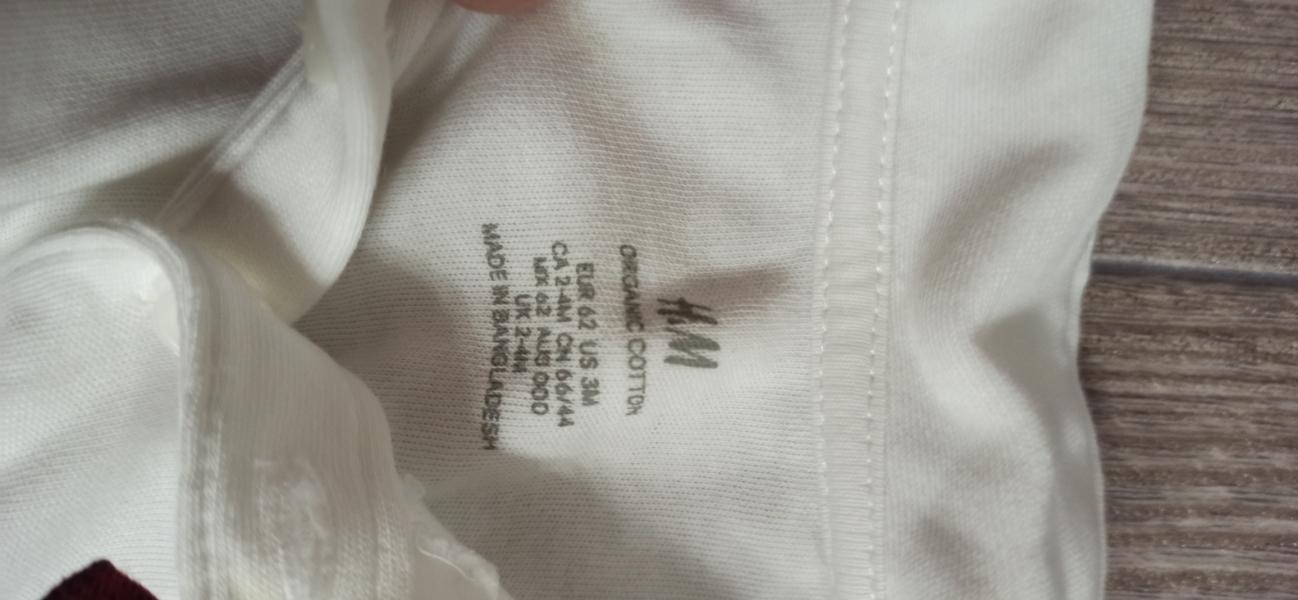 H&M
ORGANIC COTTON
EUR 62 US 3M
CA 2-4M CN 66/44
MX 62 AUS 000
UK 2-4M
MADE IN BANGLADESH